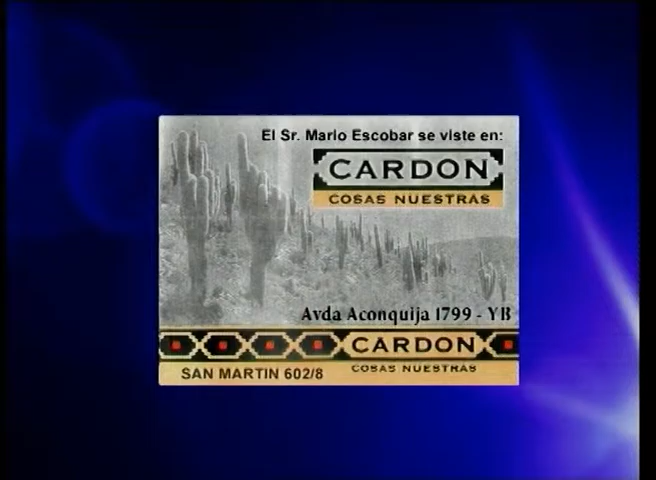 El Sr. Mario Escobar se viste en:
CARDON
COSAS NUESTRAS
Avda Aconquija 1799 - YB
CARDON
COSAS NUESTRAS
SAN MARTIN 602/8